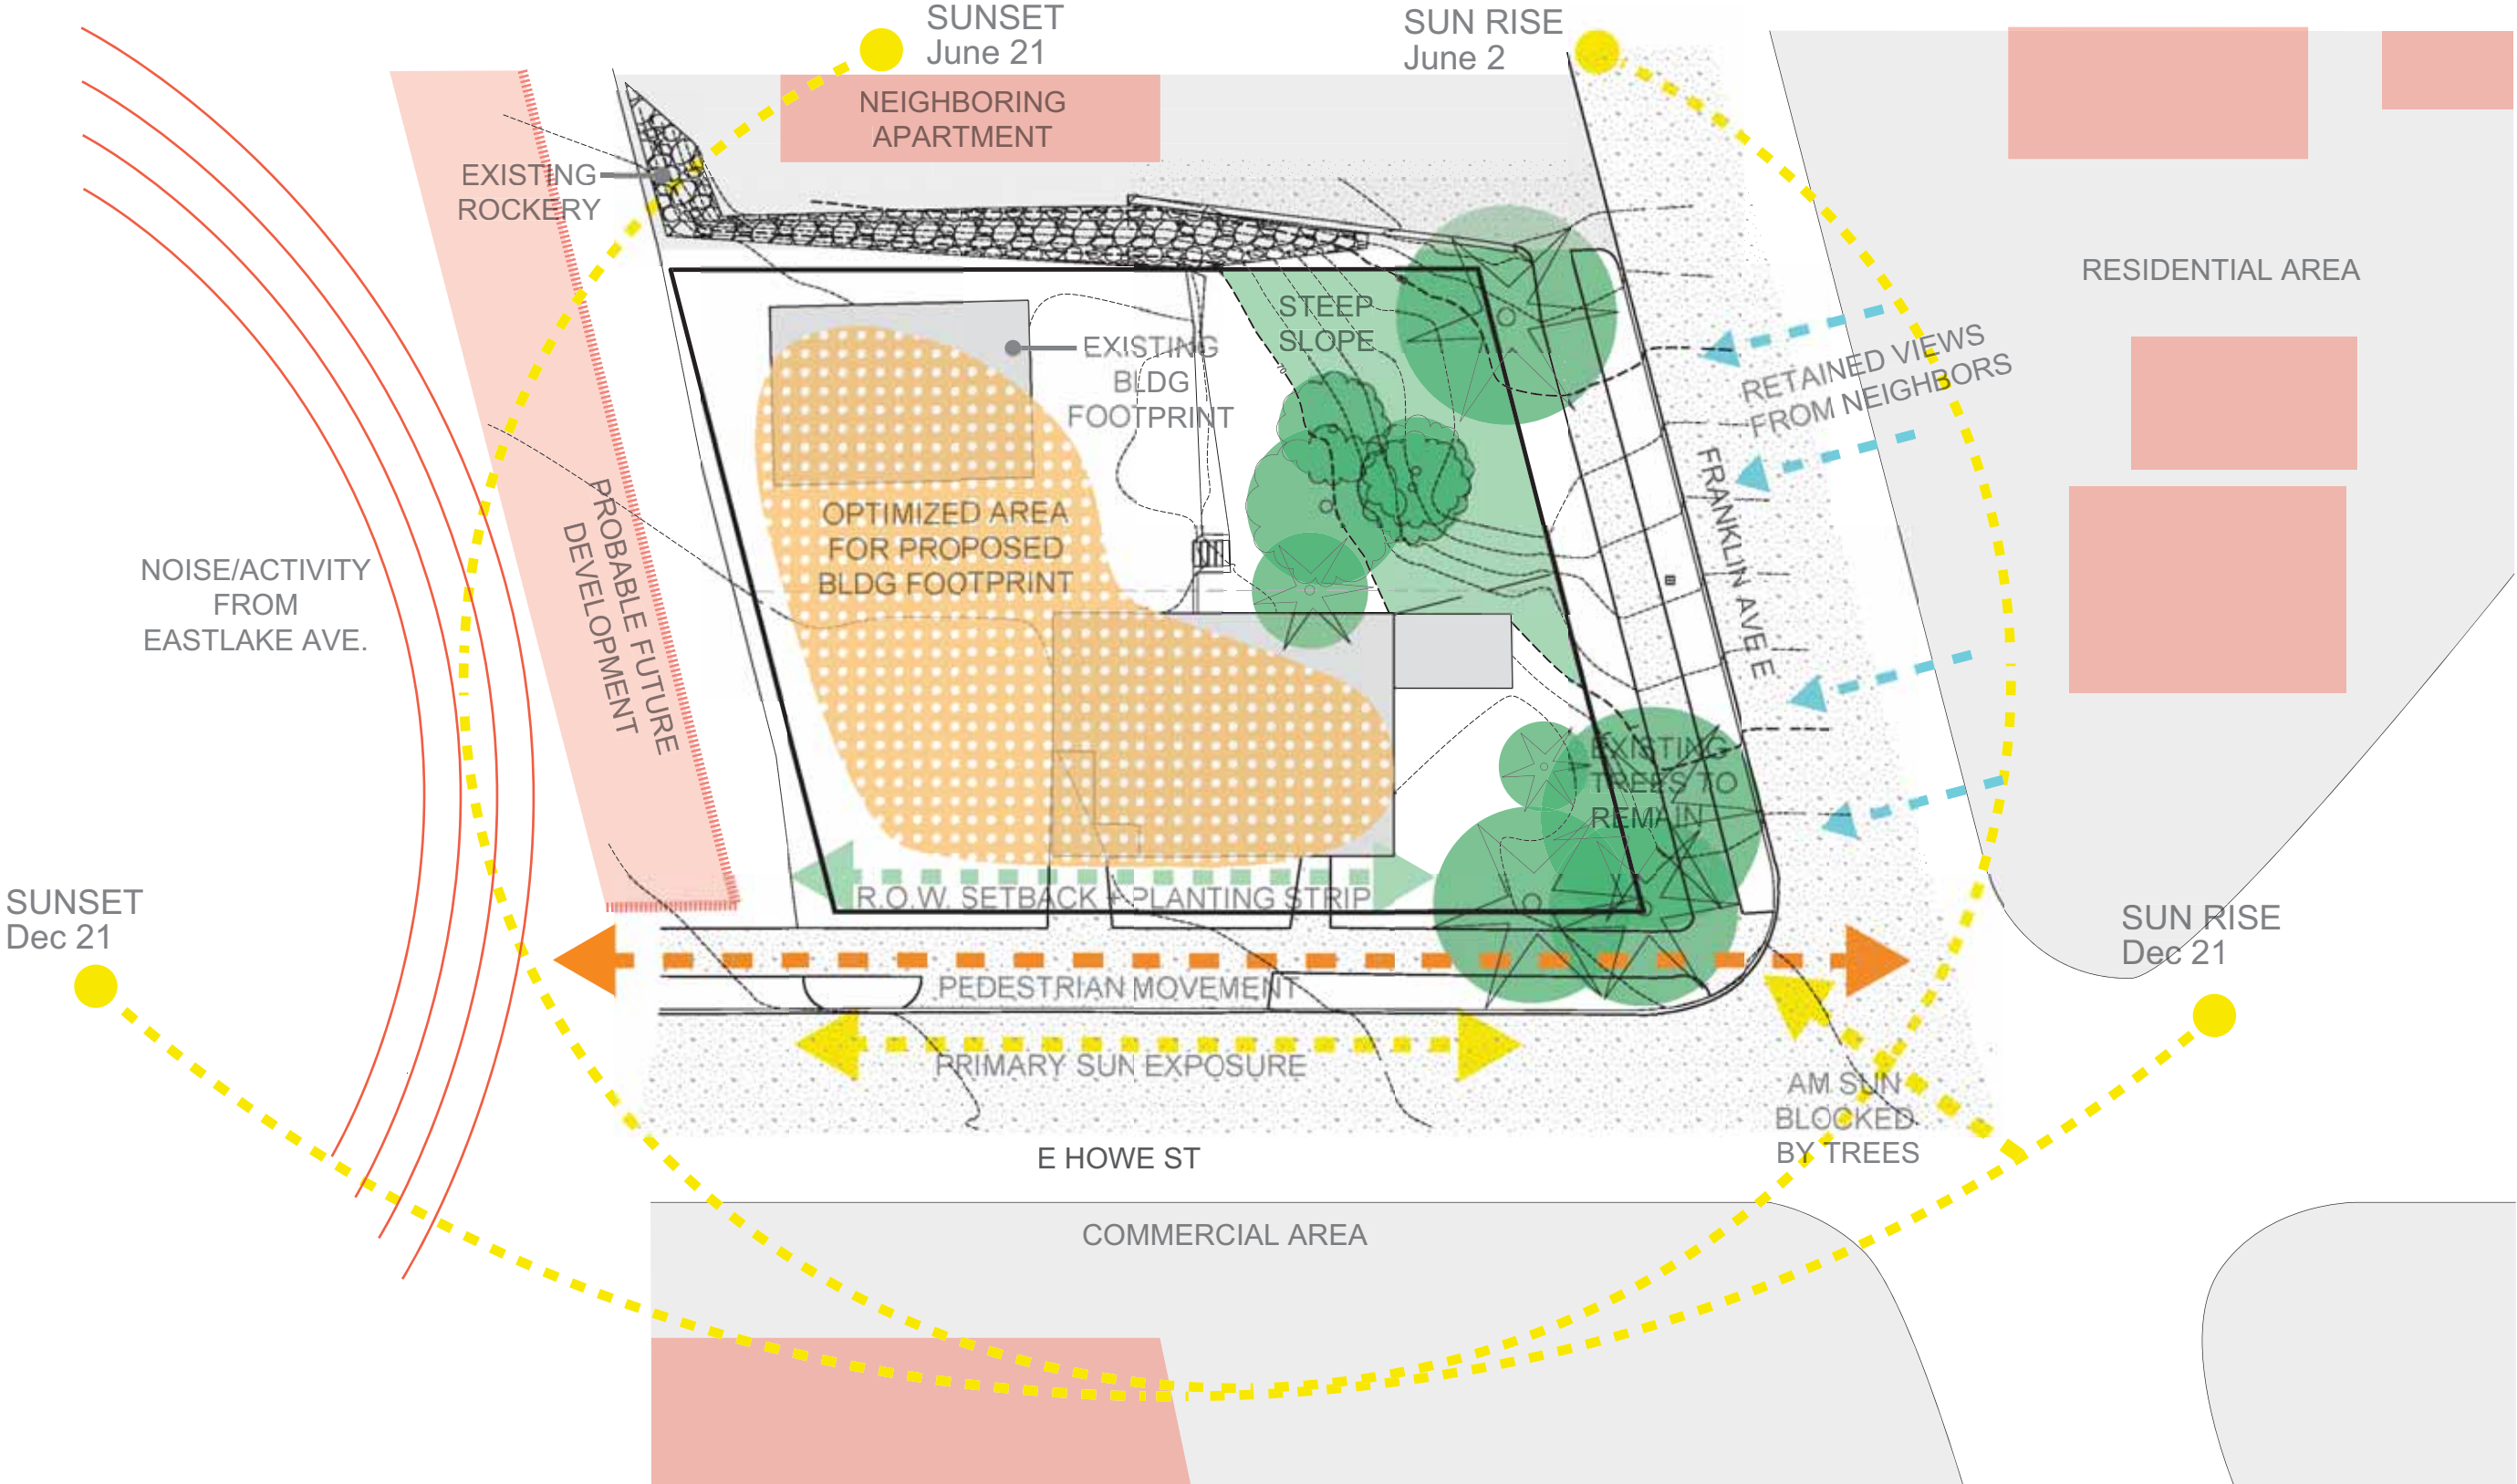 SUNSET
June 21
SUN RISE
June 2
NEIGHBORING
APARTMENT
EXISTING
ROCKERY
RESIDENTIAL AREA
STEEP
SLOPE
EXISTING
BLDG
FOOTPRINT
RETAINED VIEWS
FROM NEIGHBORS
70
OPTIMIZED AREA
FOR PROPOSED
BLDG FOOTPRINT
FRANKLIN AVE E
PROBABLE FUTURE
DEVELOPMENT
NOISE/ACTIVITY
FROM
EASTLAKE AVE.
EXISTING
TREES TO
REMAIN
R.O.W. SETBACK + PLANTING STRIP
SUNSET
Dec 21
SUN RISE
Dec 21
PEDESTRIAN MOVEMENT
PRIMARY SUN EXPOSURE
AM SUN
BLOCKED
BY TREES
E HOWE ST
COMMERCIAL AREA